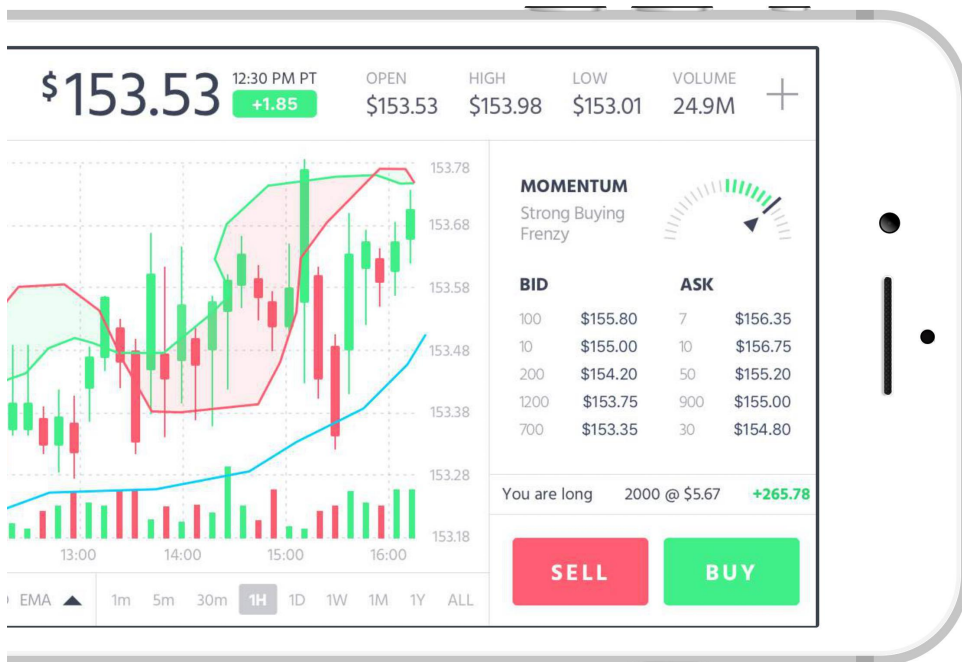 $153.53
12:30 PM PT
+1.85
OPEN
$153.53
HIGH
$153.98
LOW
$153.01
VOLUME
24.9M
153.78
153.68
153.58
153.48
153.38
153.28
153.18
13:00 14:00 15:00 16:00
EMA 1m 5m 30m 1H 1D 1W 1M 1Y ALL
MOMENTUM
Strong Buying
Frenzy
BID ASK
100 $155.80 7 $156.35
10 $155.00 10 $156.75
200 $154.20 50 $155.20
1200 $153.75 900 $155.00
700 $153.35 30 $154.80
You are long 2000 @ $5.67 +265.78
SELL BUY